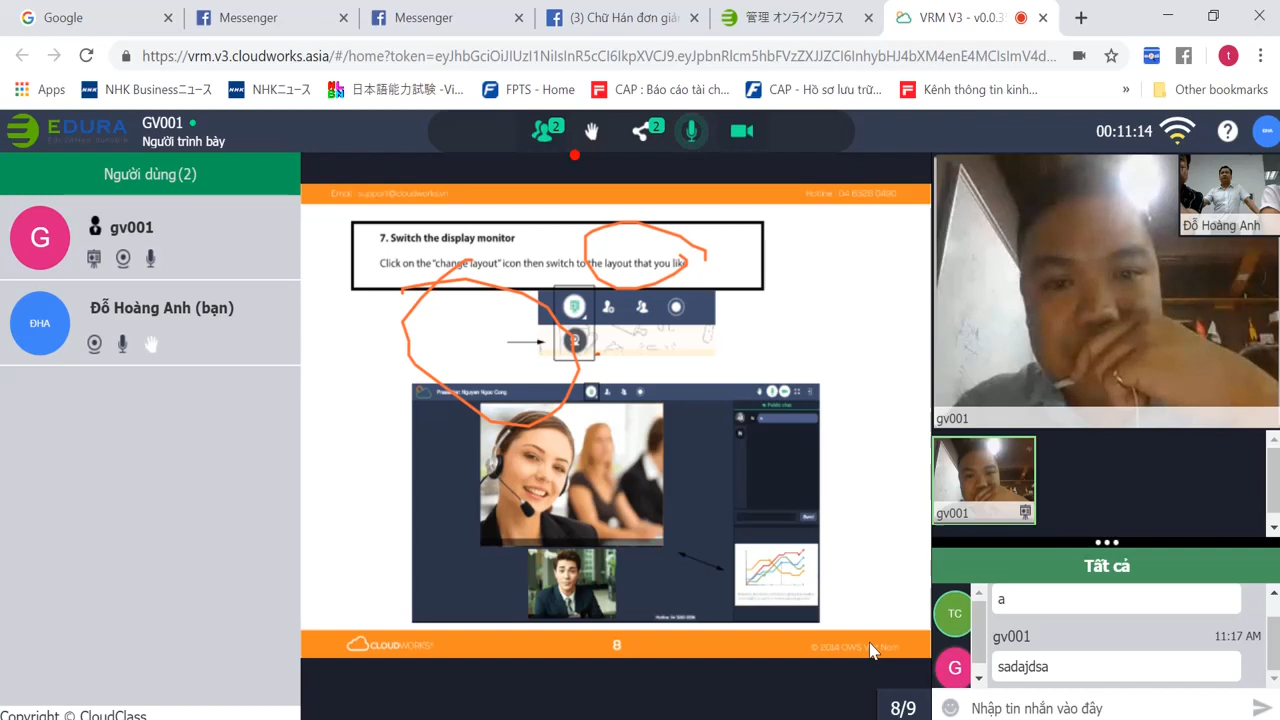 Google
Messenger
Messenger
(3) Chữ Hán đơn giả
管理 オンラインクラス
VRM V3 - v0.0.3
https://vrm.v3.cloudworks.asia/#/home?token=
Apps
NHK Businessニュース
NHKニュース
日本語能力試験 -Vi...
FPTS - Home
CAP : Báo cáo tài ch...
CAP - Hồ sơ lưu trữ...
Kênh thông tin kinh...
»
Other bookmarks
EDURA
GV001
Người trình bày
2
2
00:11:14
ĐHA
Người dùng(2)
G
gv001
ĐHA
Đỗ Hoàng Anh (bạn)
Email: support@cloudworks.vn
7. Switch the display monitor
Click on the "change layout" icon then switch to the layout that you like
Public chat
CLOUDWORKS
8
8/9
Đỗ Hoàng Anh
gv001
gv001
Tất cả
TC
a
gv001
11:17 AM
G
sadajdsa
Nhập tin nhắn vào đây
Copyright © CloudClass